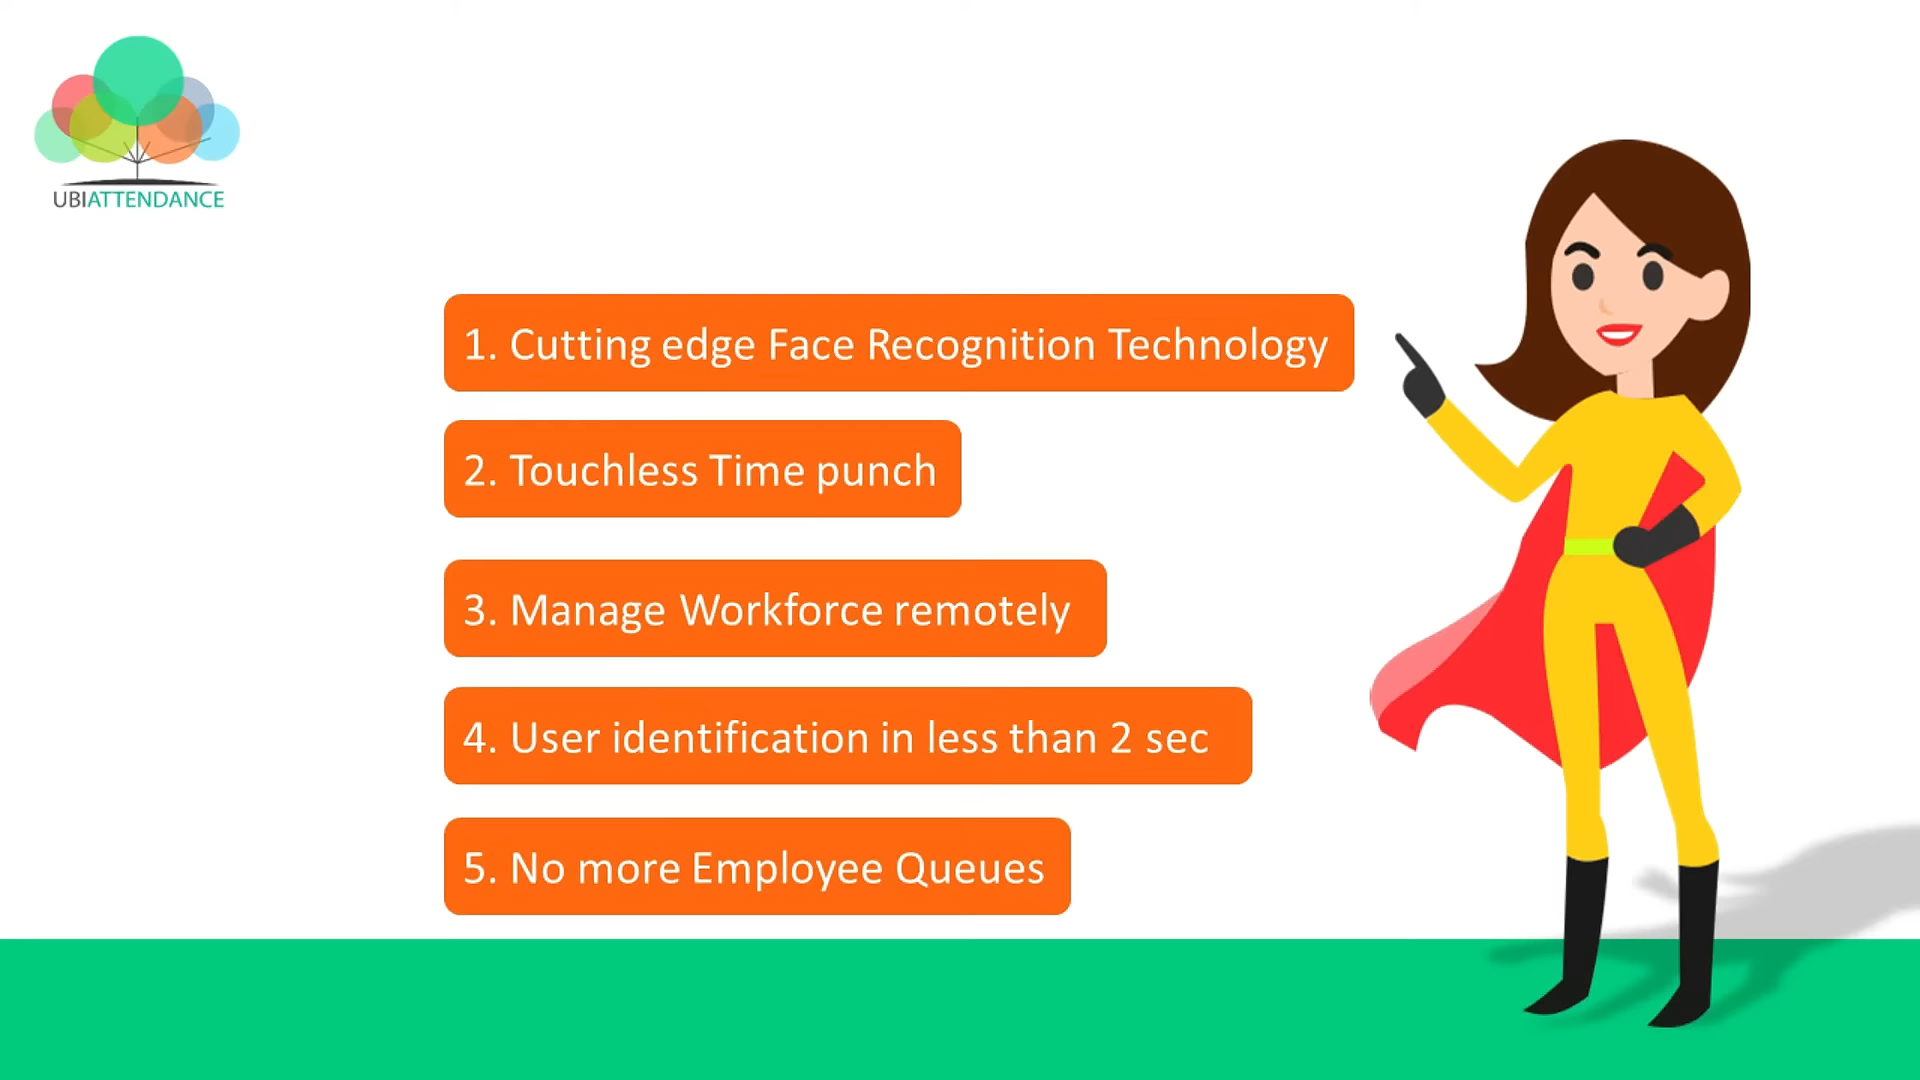 UBIATTENDANCE
1. Cutting edge Face Recognition Technology
2. Touchless Time punch
3. Manage Workforce remotely
4. User identification in less than 2 sec
5. No more Employee Queues